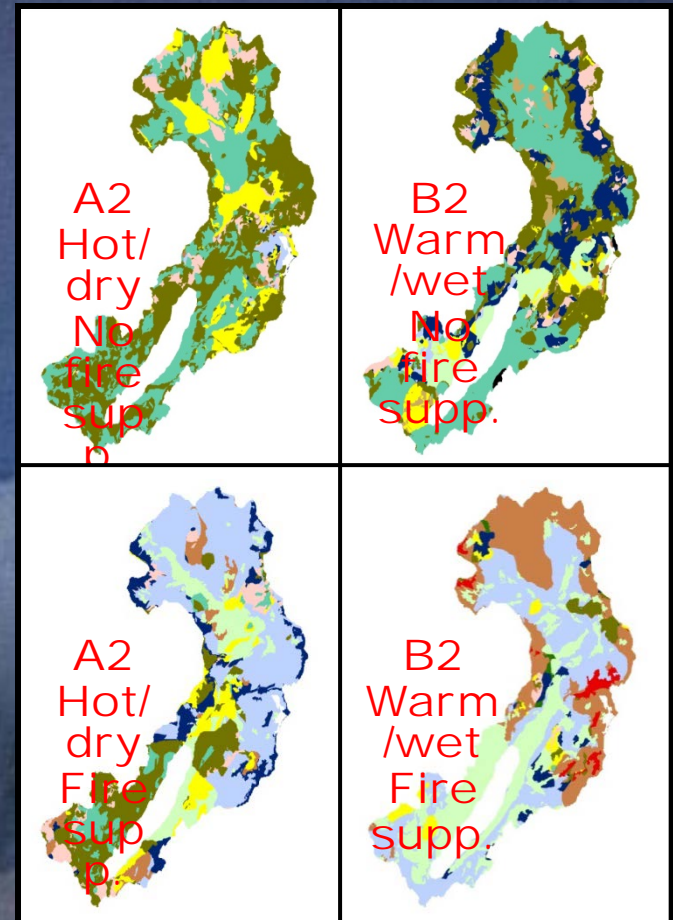 A2
Hot/
dry
No
fire
sup
p.
B2
Warm
/wet
No
fire
supp.
A2
Hot/
dry
Fire
sup
p.
B2
Warm
/wet
Fire
supp.